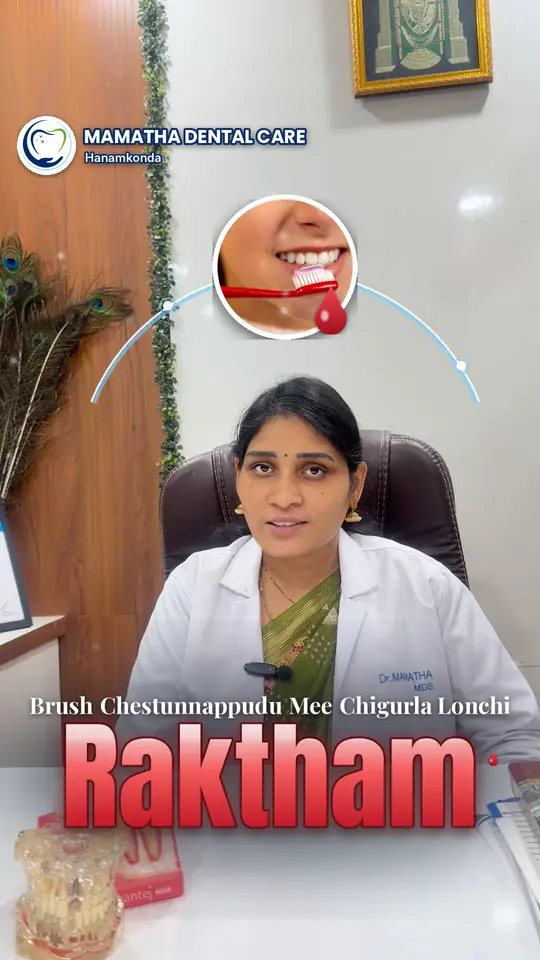 MAMATHA DENTAL CARE
Hanamkonda
Dr.MAMATHA
MDS
Brush Chestunnappudu Mee Chigurla Lonchi
Raktham